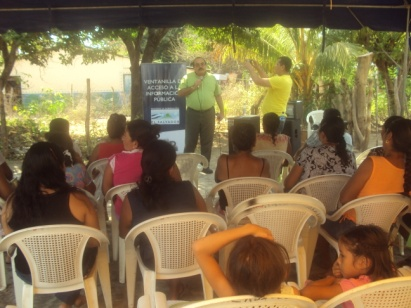 VENTANILLA DE
ACCESO A LA
INFORMACIÓN
PÚBLICA